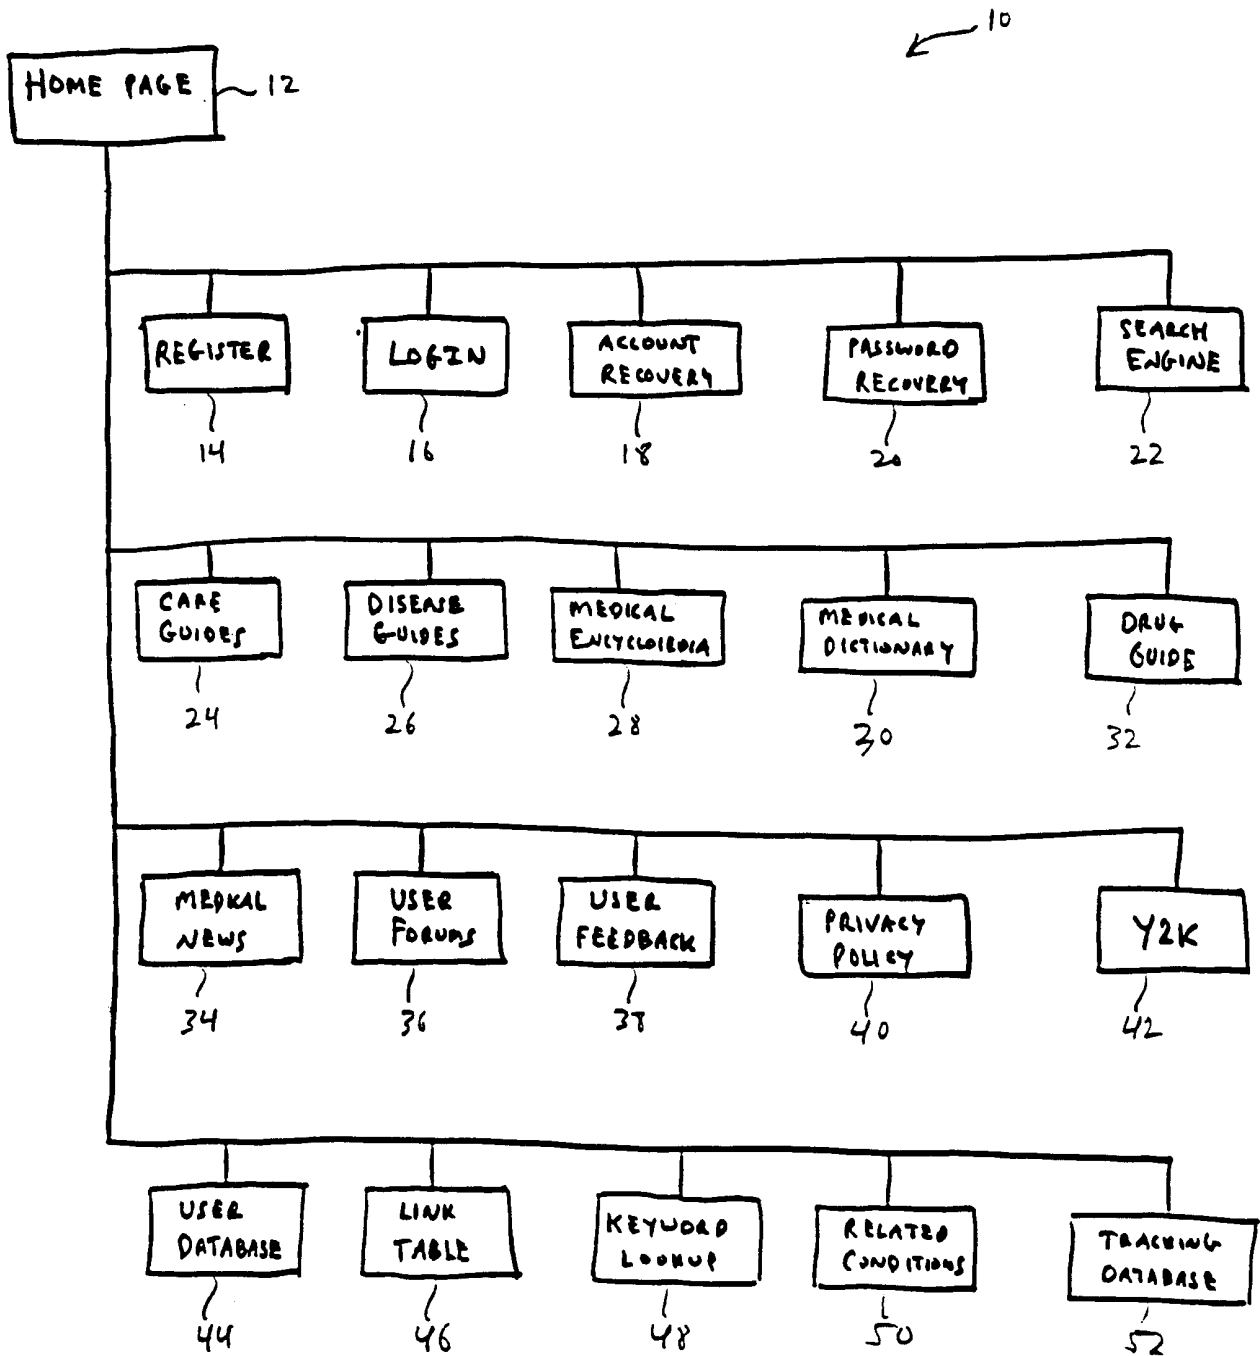 10
HOME PAGE
12
REGISTER
LOGIN
ACCOUNT
RECOVERY
PASSWORD
RECOVERY
SEARCH
ENGINE
14
16
18
20
22
CARE
GUIDES
DISEASE
GUIDES
MEDICAL
ENCYCLOPEDIA
MEDICAL
DICTIONARY
DRUG
GUIDE
24
26
28
30
32
MEDICAL
NEWS
USER
FORUMS
USER
FEEDBACK
PRIVACY
POLICY
Y2K
34
36
38
40
42
USER
DATABASE
LINK
TABLE
KEYWORD
LOOKUP
RELATED
CONDITIONS
TRACKING
DATABASE
44
46
48
50
52